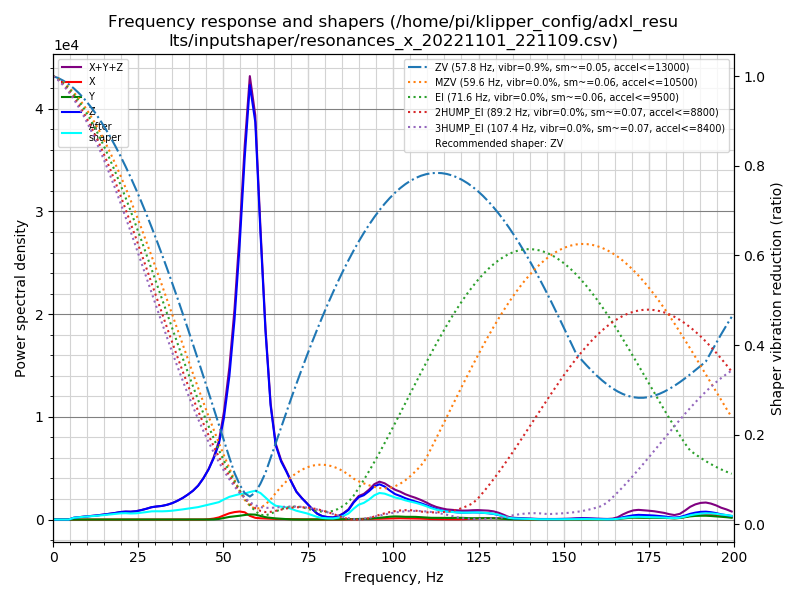 Frequency response and shapers (/home/pi/klipper_config/adxl_resu
lts/inputshaper/resonances_x_20221101_221109.csv)
1e4
X+Y+Z
X
Y
Z
After
shaper
ZV (57.8 Hz, vibr=0.9%, sm~=0.05, accel<=13000)
MZV (59.6 Hz, vibr=0.0%, sm~=0.06, accel<=10500)
EI (71.6 Hz, vibr=0.0%, sm~=0.06, accel<=9500)
2HUMP_EI (89.2 Hz, vibr=0.0%, sm~=0.07, accel<=8800)
3HUMP_EI (107.4 Hz, vibr=0.0%, sm~=0.07, accel<=8400)
Recommended shaper: ZV
4
3
2
1
0
Power spectral density
1.0
0.8
0.6
0.4
0.2
0.0
Shaper vibration reduction (ratio)
0 25 50 75 100 125 150 175 200
Frequency, Hz